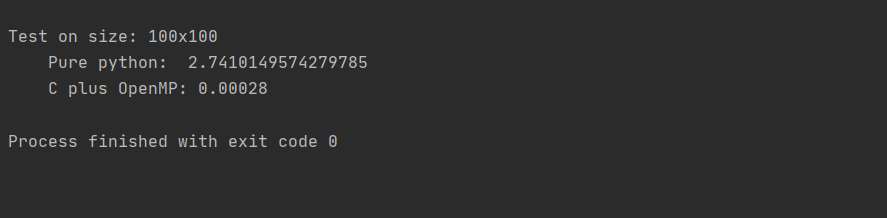 Test on size: 100x100
Pure python:  2.7410149574279785
C plus OpenMP: 0.00028
Process finished with exit code 0